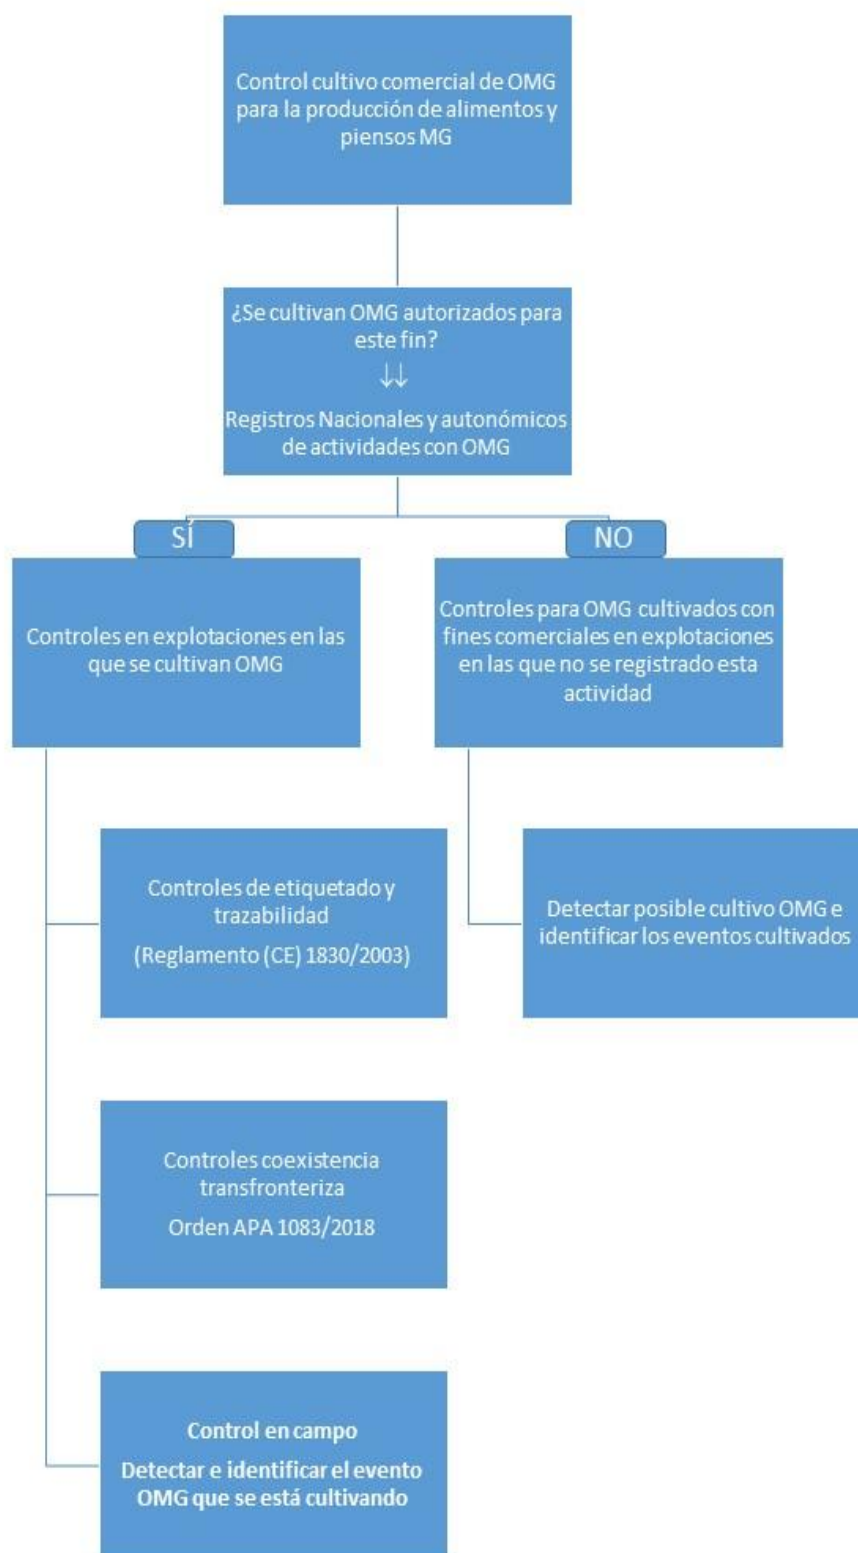 Control cultivo comercial de OMG
para la producción de alimentos y
piensos MG
¿Se cultivan OMG autorizados para
este fin?
↓↓
Registros Nacionales y autonómicos
de actividades con OMG
SÍ
NO
Controles en explotaciones en las
que se cultivan OMG
Controles para OMG cultivados con
fines comerciales en explotaciones
en las que no se registrado esta
actividad
Controles de etiquetado y
trazabilidad
(Reglamento (CE) 1830/2003)
Detectar posible cultivo OMG e
identificar los eventos cultivados
Controles coexistencia
transfronteriza
Orden APA 1083/2018
Control en campo
Detectar e identificar el evento
OMG que se está cultivando